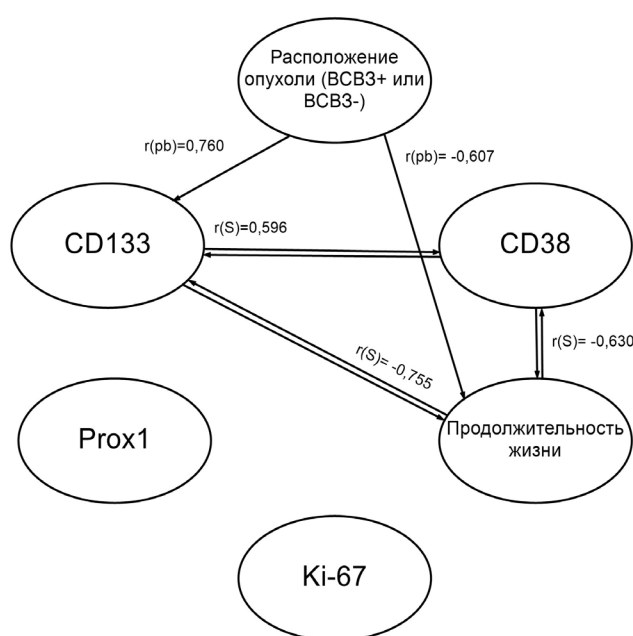 Расположение
опухоли (ВСВЗ+ или
ВСВЗ-)
r(pb)=0,760
r(pb)= -0,607
CD133
r(S)=0,596
CD38
r(S)= -0,630
r(S)= -0,755
Prox1
Продолжительность
жизни
Ki-67